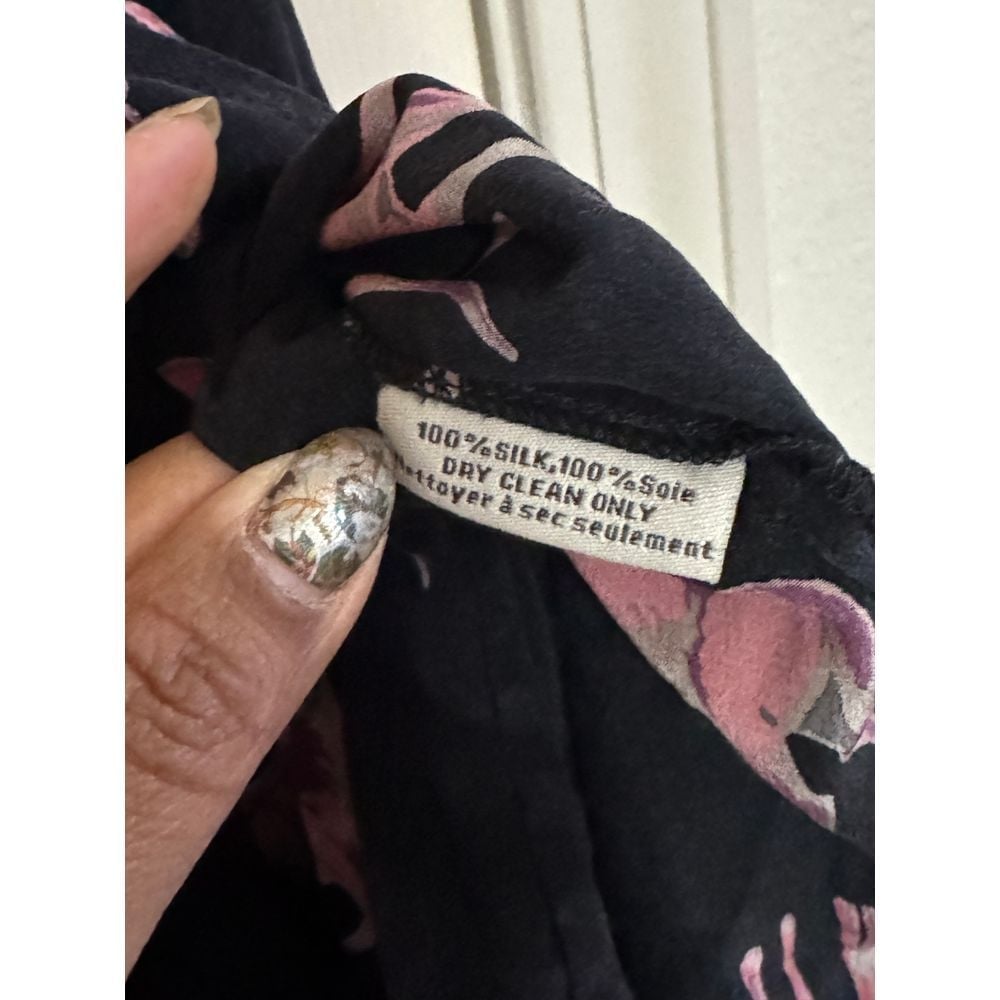 100%SILK,100%Soie
DRY CLEAN ONLY
à sec seulement